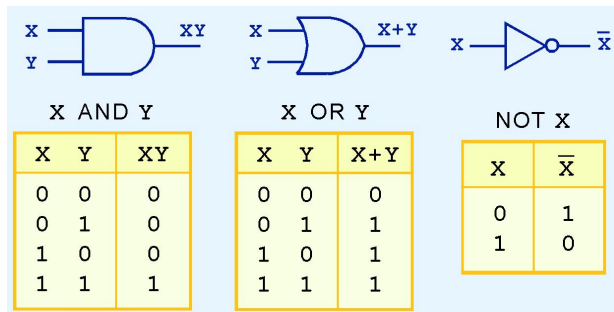 X
Y
XY
X AND Y
X Y XY
0 0 0
0 1 0
1 0 0
1 1 1
X
Y
X+Y
X OR Y
X Y X+Y
0 0 0
0 1 1
1 0 1
1 1 1
X
X̅
NOT X
X X̅
0 1
1 0